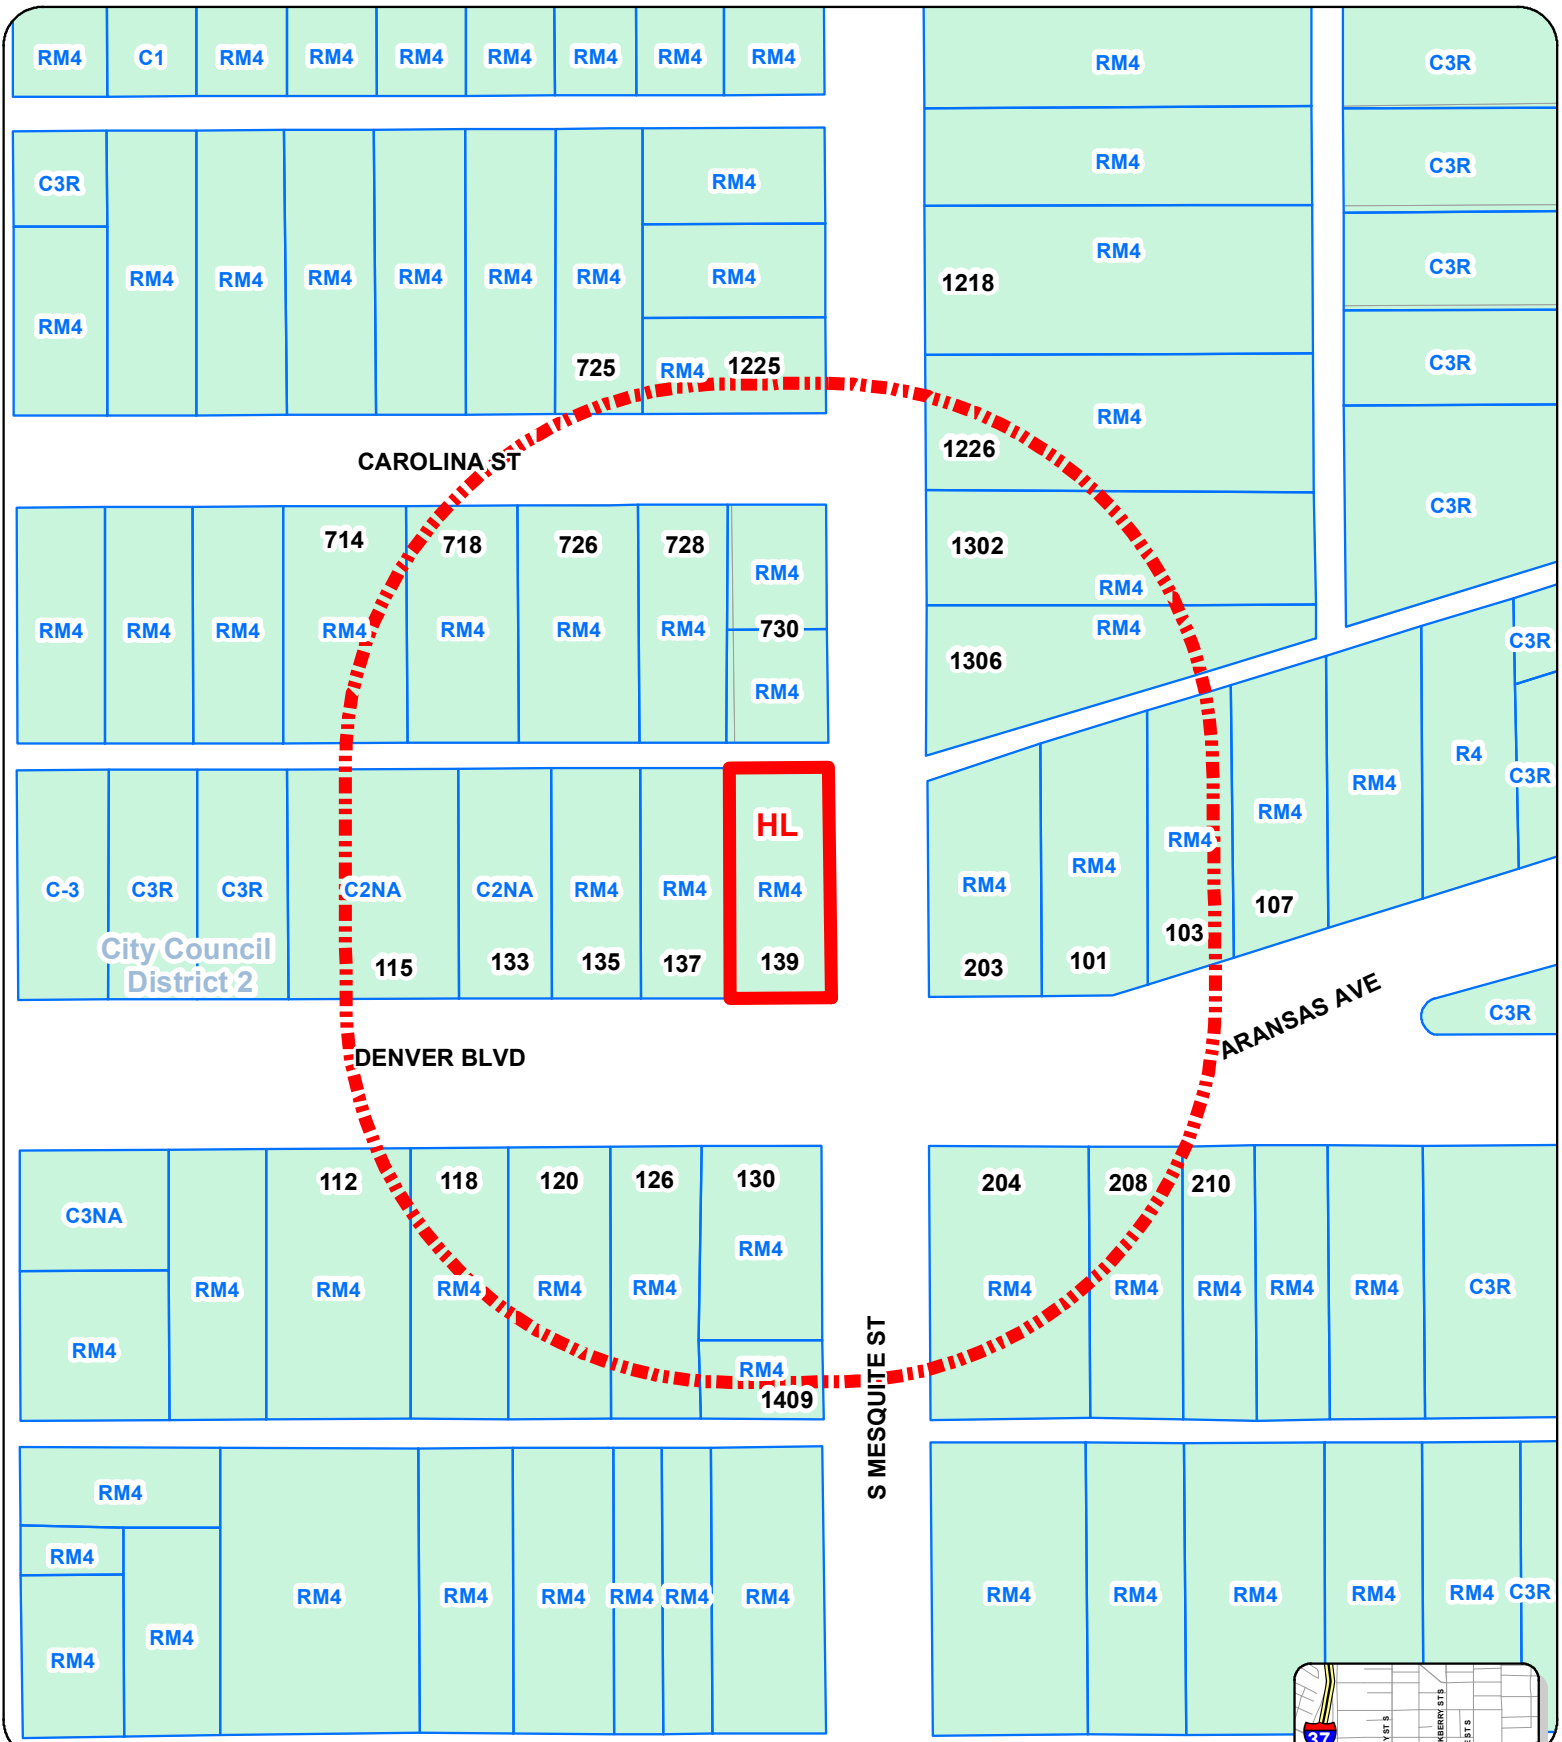 RM4 C1 RM4 RM4 RM4 RM4 RM4 RM4 RM4 RM4 C3R
RM4 C3R
C3R RM4
RM4 C3R
RM4 RM4 RM4 RM4 RM4 RM4 RM4
1218
RM4
C3R
725 RM4 1225
RM4
1226
CAROLINA ST
C3R
714 718 726 728
1302
RM4
RM4
RM4 RM4 RM4 RM4 RM4 RM4 RM4 730
RM4
1306
C3R
RM4
R4
C3R
RM4
RM4
HL
RM4
RM4
C-3 C3R C3R C2NA C2NA RM4 RM4 RM4
RM4
107
103
City Council
District 2
115 133 135 137 139
203 101
ARANSAS AVE
C3R
DENVER BLVD
112 118 120 126 130
204 208 210
C3NA
RM4
RM4 RM4 RM4 RM4 RM4
RM4 RM4 RM4 RM4 RM4 C3R
RM4
RM4
1409
S MESQUITE ST
RM4
RM4
RM4 RM4 RM4 RM4 RM4 RM4
RM4 RM4 RM4 RM4 RM4 C3R
RM4
RM4
37